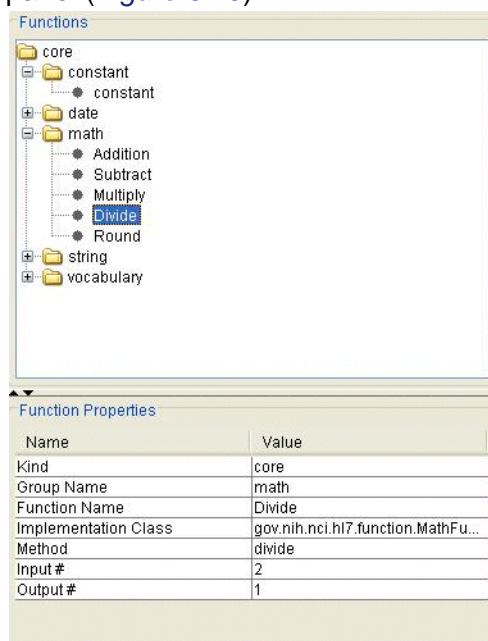 Functions
core
constant
constant
date
math
Addition
Subtract
Multiply
Divide
Round
string
vocabulary
Function Properties
Name Value
Kind core
Group Name math
Function Name Divide
Implementation Class gov.nih.nci.hl7.function.MathFu...
Method divide
Input # 2
Output # 1